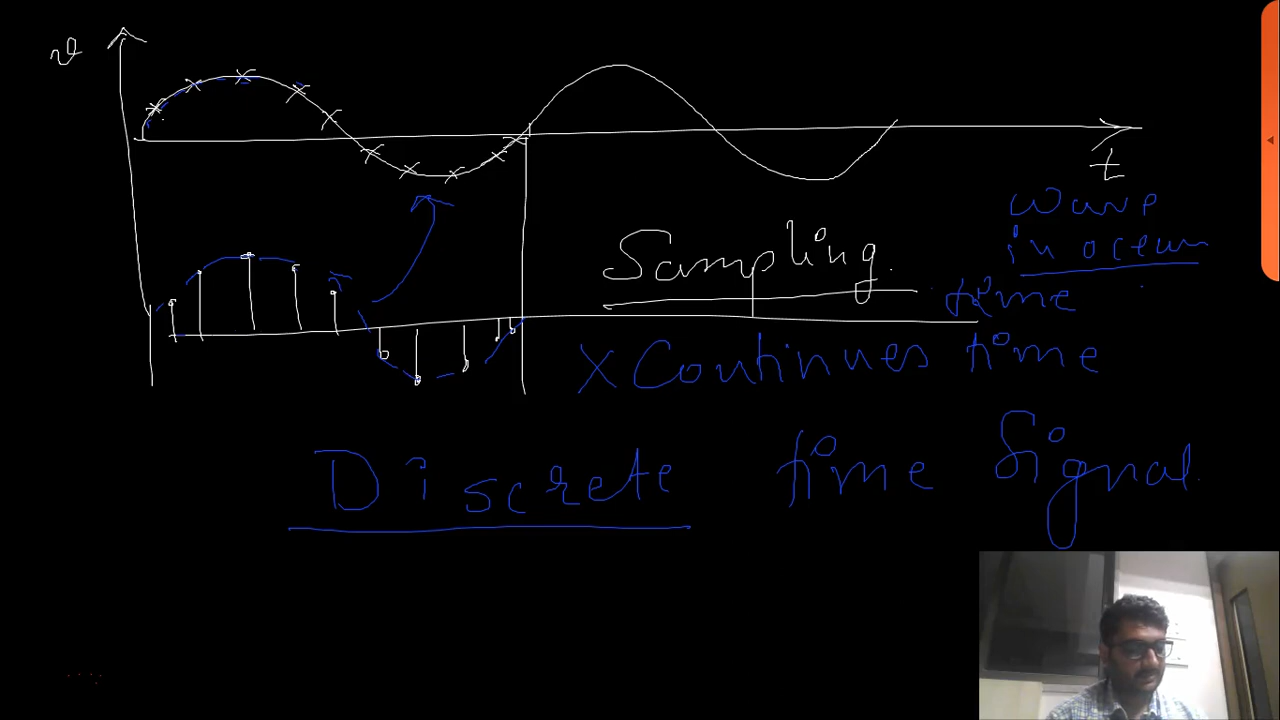 v
t
wave
in ocean
Sampling
time
X Continues time
Discrete time Signal